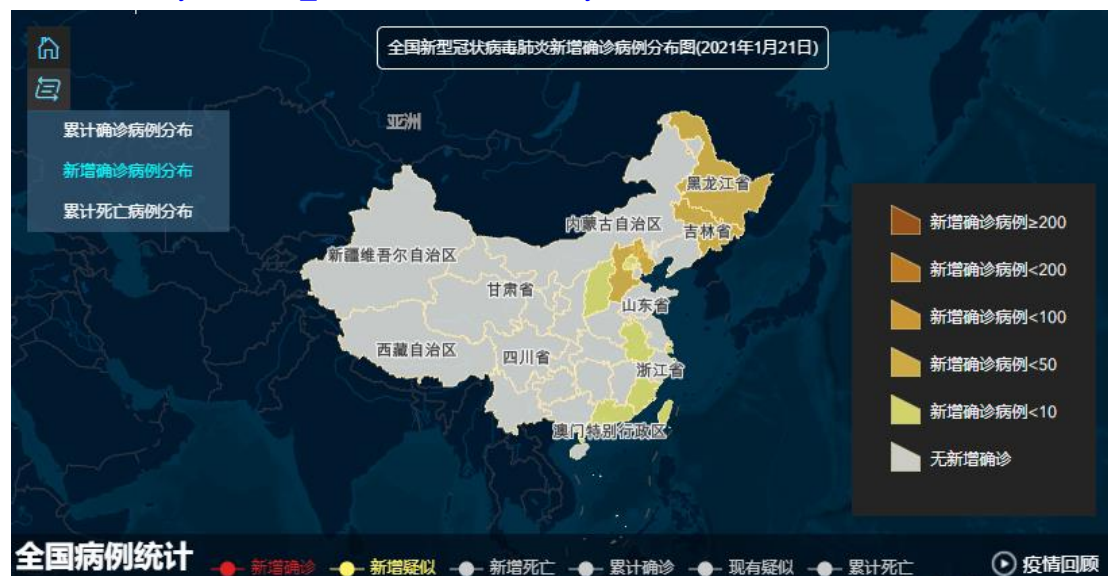 全国新型冠状病毒肺炎新增确诊病例分布图(2021年1月21日)
累计确诊病例分布
新增确诊病例分布
累计死亡病例分布
亚洲
黑龙江省
内蒙古自治区
吉林省
新疆维吾尔自治区
甘肃省
山东省
西藏自治区
四川省
浙江省
澳门特别行政区
新增确诊病例≥200
新增确诊病例<200
新增确诊病例<100
新增确诊病例<50
新增确诊病例<10
无新增确诊
全国病例统计
新增确诊
新增疑似
新增死亡
累计确诊
现有疑似
累计死亡
疫情回顾